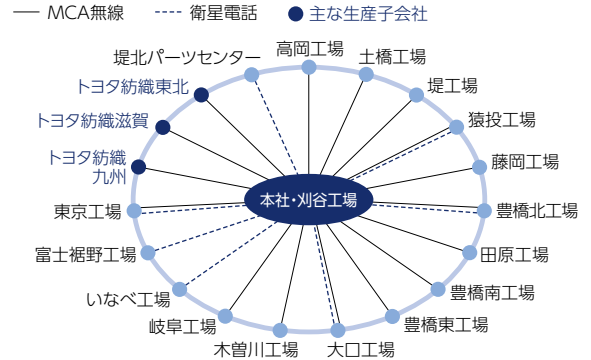 MCA無線 衛星電話 主な生産子会社
高岡工場
堤北パーツセンター
土橋工場
トヨタ紡織東北
堤工場
トヨタ紡織滋賀
猿投工場
トヨタ紡織
九州
藤岡工場
本社・刈谷工場
東京工場
豊橋北工場
富士裾野工場
田原工場
いなべ工場
豊橋南工場
岐阜工場
豊橋東工場
木曽川工場
大口工場